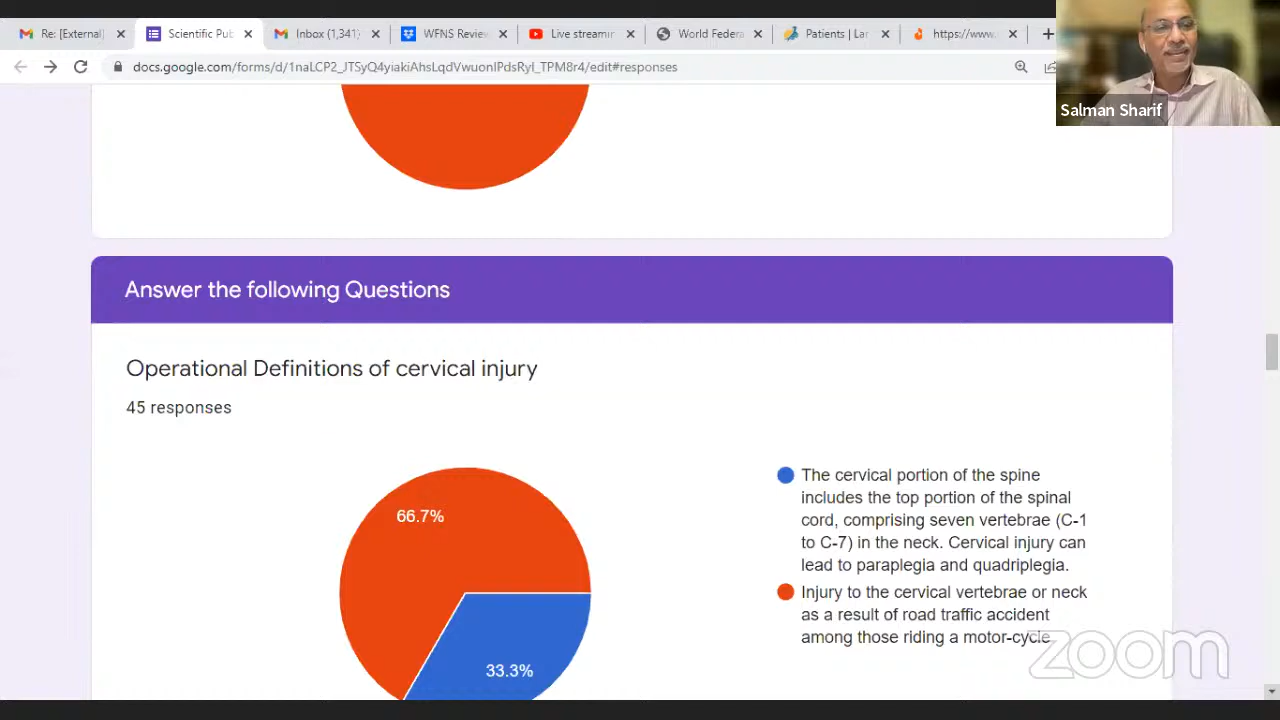 Re: [External]
Scientific Pub
Inbox (1,341)
WFNS Review
Live streamin
World Federa
Patients | Lar
https://www.
docs.google.com/forms/d/1naLCP2_JTSyQ4yiakiAhsLqdVwuonIPdsRyI_TPM8r4/edit#responses
Salman Sharif
Answer the following Questions
Operational Definitions of cervical injury
45 responses
66.7%
33.3%
The cervical portion of the spine
includes the top portion of the spinal
cord, comprising seven vertebrae (C-1
to C-7) in the neck. Cervical injury can
lead to paraplegia and quadriplegia.
Injury to the cervical vertebrae or neck
as a result of road traffic accident
among those riding a motor-cycle
zoom